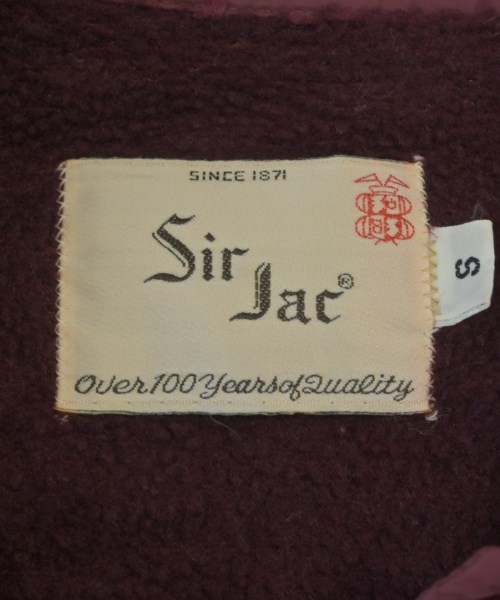 SINCE 1871
Sir
Jac®
Over 100 Years of Quality
S